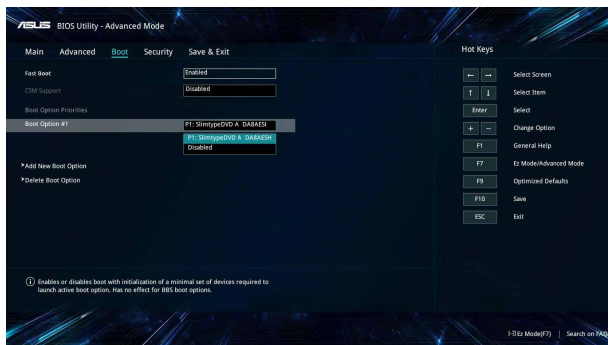 ASUS BIOS Utility - Advanced Mode
Main Advanced Boot Security Save & Exit
Hot Keys
Fast Boot Enabled
CSM Support Disabled
Boot Option Priorities
Boot Option #1 P1: SlimtypeDVD A DA8AESH
P1: SlimtypeDVD A DA8AESH
Disabled
Add New Boot Option
Delete Boot Option
← → Select Screen
↑ ↓ Select Item
Enter Select
+ − Change Option
F1 General Help
F7 Ez Mode/Advanced Mode
F9 Optimized Defaults
F10 Save
ESC Exit
Enables or disables boot with initialization of a minimal set of devices required to
launch active boot option. Has no effect for BBS boot options.
Ez Mode(F7) | Search on FAQ